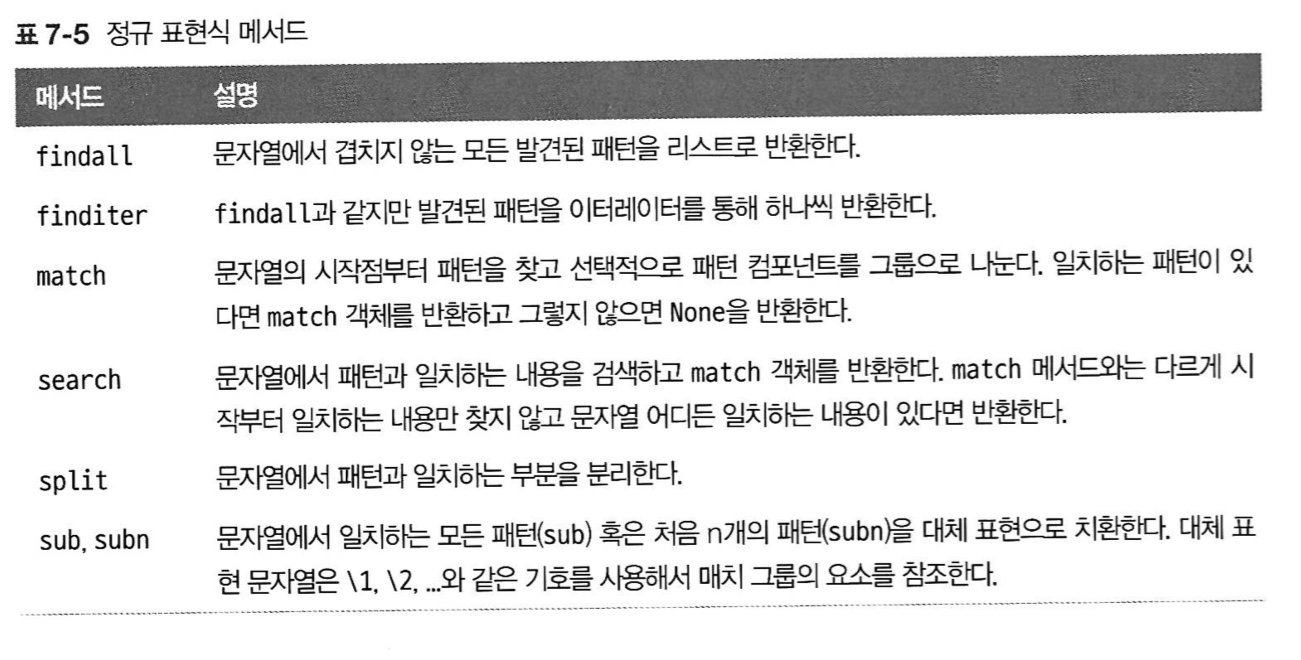 표 7-5 정규 표현식 메서드
메서드 설명
findall 문자열에서 겹치지 않는 모든 발견된 패턴을 리스트로 반환한다.
finditer findall과 같지만 발견된 패턴을 이터레이터를 통해 하나씩 반환한다.
match 문자열의 시작점부터 패턴을 찾고 선택적으로 패턴 컴포넌트를 그룹으로 나눈다. 일치하는 패턴이 있
다면 match 객체를 반환하고 그렇지 않으면 None을 반환한다.
search 문자열에서 패턴과 일치하는 내용을 검색하고 match 객체를 반환한다. match 메서드와는 다르게 시
작부터 일치하는 내용만 찾지 않고 문자열 어디든 일치하는 내용이 있다면 반환한다.
split 문자열에서 패턴과 일치하는 부분을 분리한다.
sub, subn 문자열에서 일치하는 모든 패턴(sub) 혹은 처음 n개의 패턴(subn)을 대체 표현으로 치환한다. 대체 표
현 문자열은 \1, \2, ...와 같은 기호를 사용해서 매치 그룹의 요소를 참조한다.